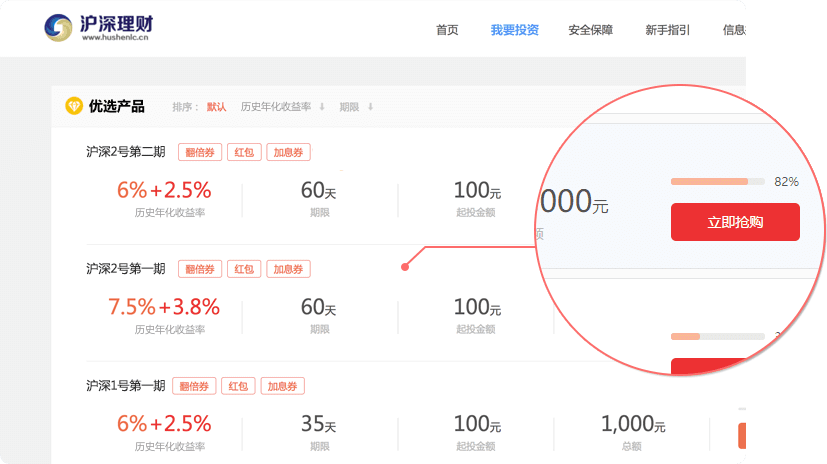 沪深理财
www.hushenlc.cn
首页 我要投资 安全保障 新手指引 信息
优选产品 排序： 默认 历史年化收益率 期限
沪深2号第二期 翻倍券 红包 加息券
6%+2.5% 60天 100元
历史年化收益率 期限 起投金额
000元 82%
立即抢购
额
沪深2号第一期 翻倍券 红包 加息券
7.5%+3.8% 60天 100元
历史年化收益率 期限 起投金额
沪深1号第一期 翻倍券 红包 加息券
6%+2.5% 35天 100元 1,000元
历史年化收益率 期限 起投金额 总额